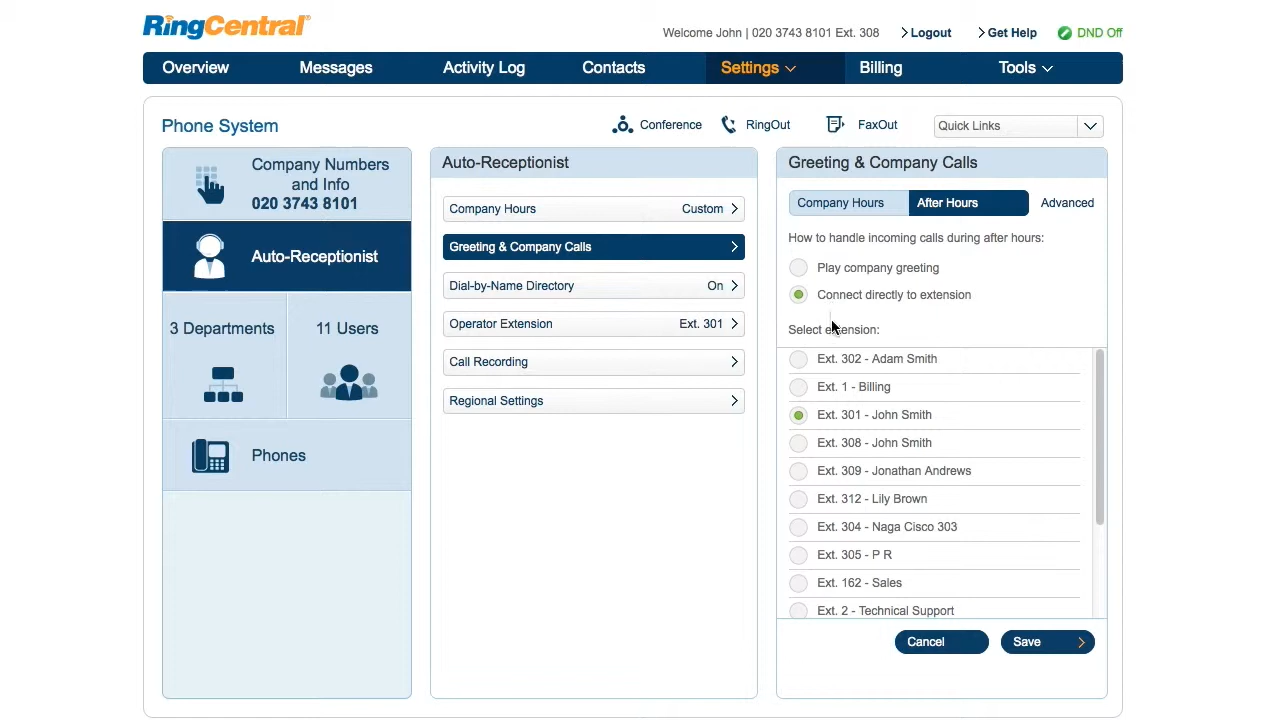 RingCentral®
Welcome John | 020 3743 8101 Ext. 308
Logout
Get Help
DND Off
Overview
Messages
Activity Log
Contacts
Settings
Billing
Tools
Phone System
Conference
RingOut
FaxOut
Quick Links
Company Numbers
and Info
020 3743 8101
Auto-Receptionist
3 Departments
11 Users
Phones
Auto-Receptionist
Company Hours Custom
Greeting & Company Calls
Dial-by-Name Directory On
Operator Extension Ext. 301
Call Recording
Regional Settings
Greeting & Company Calls
Company Hours
After Hours
Advanced
How to handle incoming calls during after hours:
Play company greeting
Connect directly to extension
Select extension:
Ext. 302 - Adam Smith
Ext. 1 - Billing
Ext. 301 - John Smith
Ext. 308 - John Smith
Ext. 309 - Jonathan Andrews
Ext. 312 - Lily Brown
Ext. 304 - Naga Cisco 303
Ext. 305 - P R
Ext. 162 - Sales
Ext. 2 - Technical Support
Cancel
Save